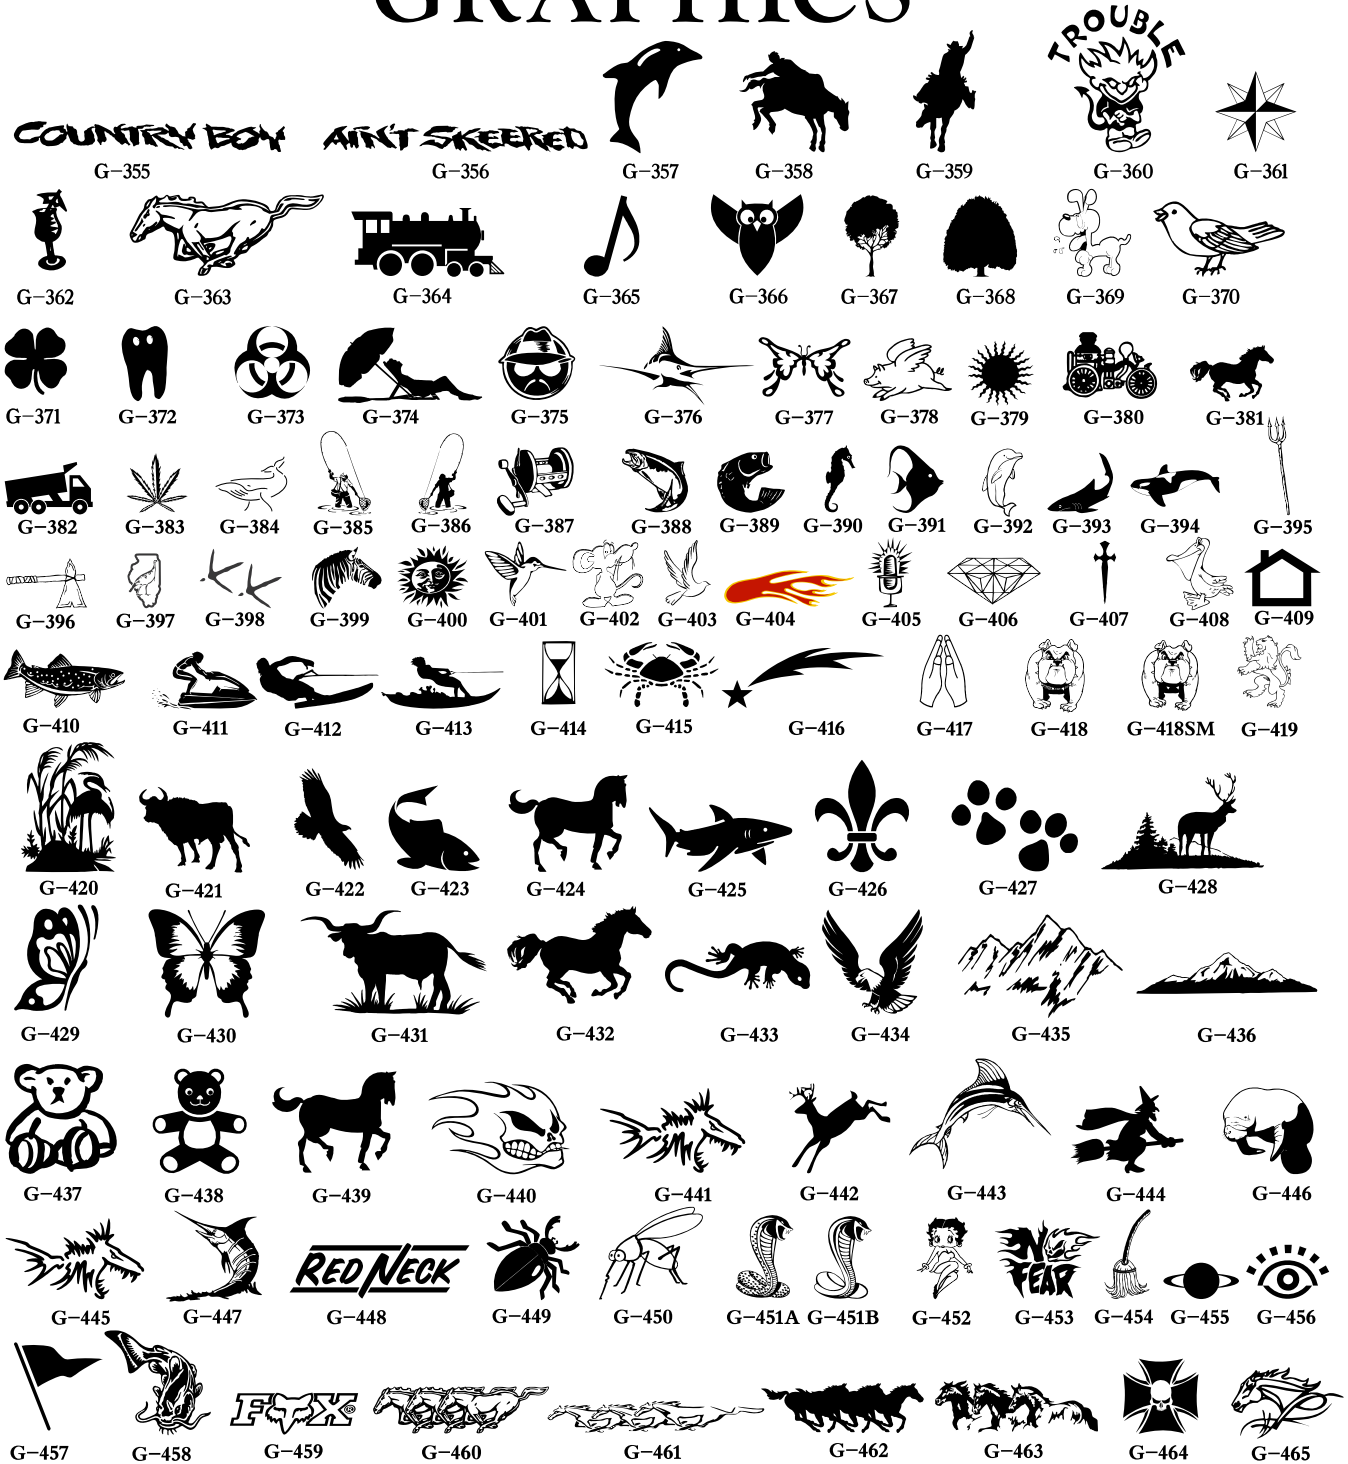 GRAPHICS
TROUBLE
COUNTRY BOY AIN'T SKEERED
G-355 G-356 G-357 G-358 G-359 G-360 G-361
G-362 G-363 G-364 G-365 G-366 G-367 G-368 G-369 G-370
G-371 G-372 G-373 G-374 G-375 G-376 G-377 G-378 G-379 G-380 G-381
G-382 G-383 G-384 G-385 G-386 G-387 G-388 G-389 G-390 G-391 G-392 G-393 G-394 G-395
G-396 G-397 G-398 G-399 G-400 G-401 G-402 G-403 G-404 G-405 G-406 G-407 G-408 G-409
G-410 G-411 G-412 G-413 G-414 G-415 G-416 G-417 G-418 G-418SM G-419
G-420 G-421 G-422 G-423 G-424 G-425 G-426 G-427 G-428
G-429 G-430 G-431 G-432 G-433 G-434 G-435 G-436
G-437 G-438 G-439 G-440 G-441 G-442 G-443 G-444 G-446
RED NECK NO FEAR
G-445 G-447 G-448 G-449 G-450 G-451A G-451B G-452 G-453 G-454 G-455 G-456
FOX®
G-457 G-458 G-459 G-460 G-461 G-462 G-463 G-464 G-465